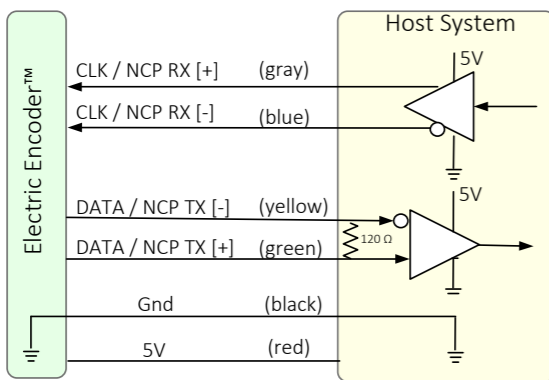 Host System
Electric Encoder™
CLK / NCP RX [+] (gray)
5V
CLK / NCP RX [-] (blue)
DATA / NCP TX [-] (yellow)
5V
120 Ω
DATA / NCP TX [+] (green)
Gnd (black)
5V (red)